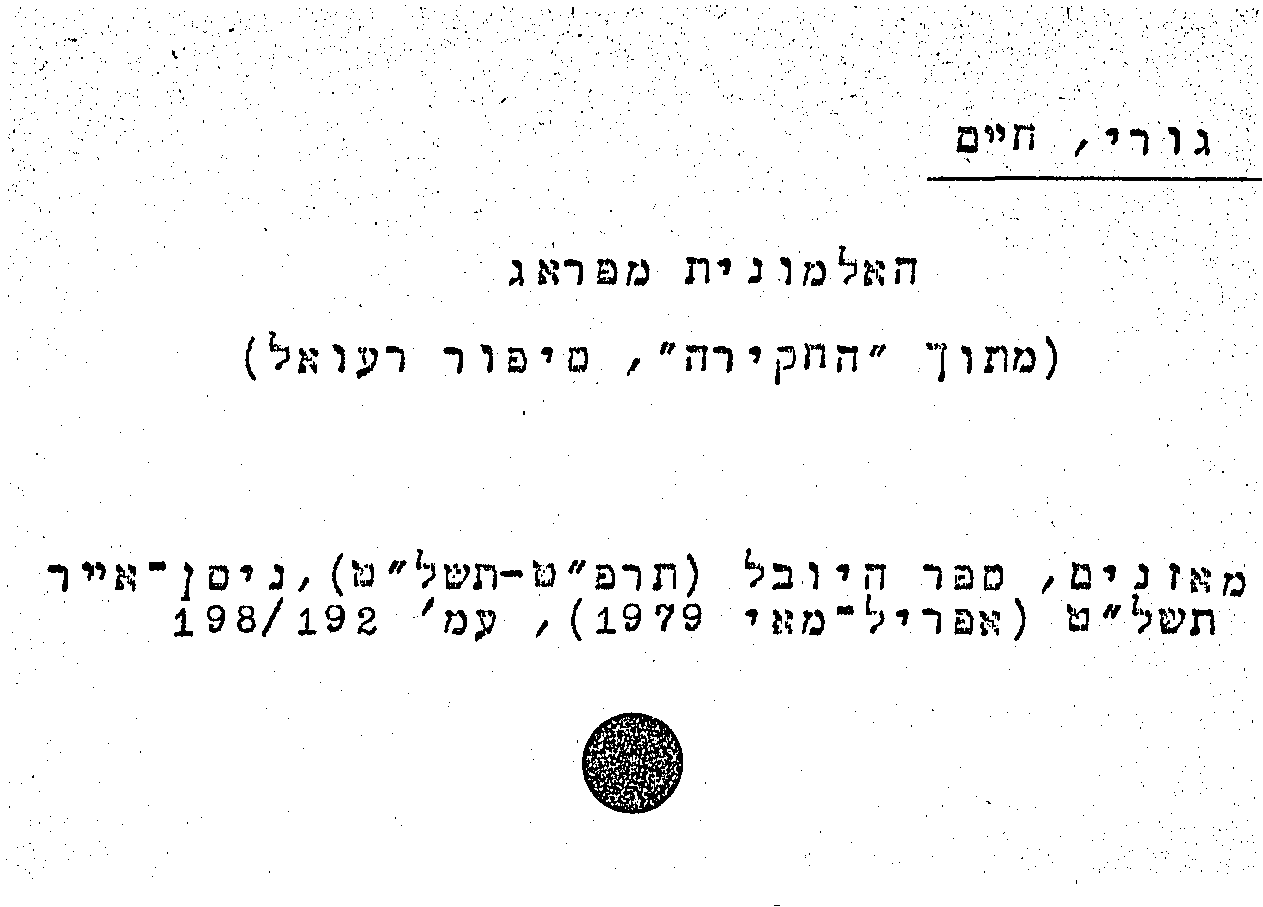 גורי, חיים
האלמונית מפראג
(מתוך "החקירה", סיפור רעואל)
מאזנים, ספר היובל (תרפ"ט-תשל"ט), ניסן-אייר
תשל"ט (אפריל-מאי 1979), עמ' 198/192